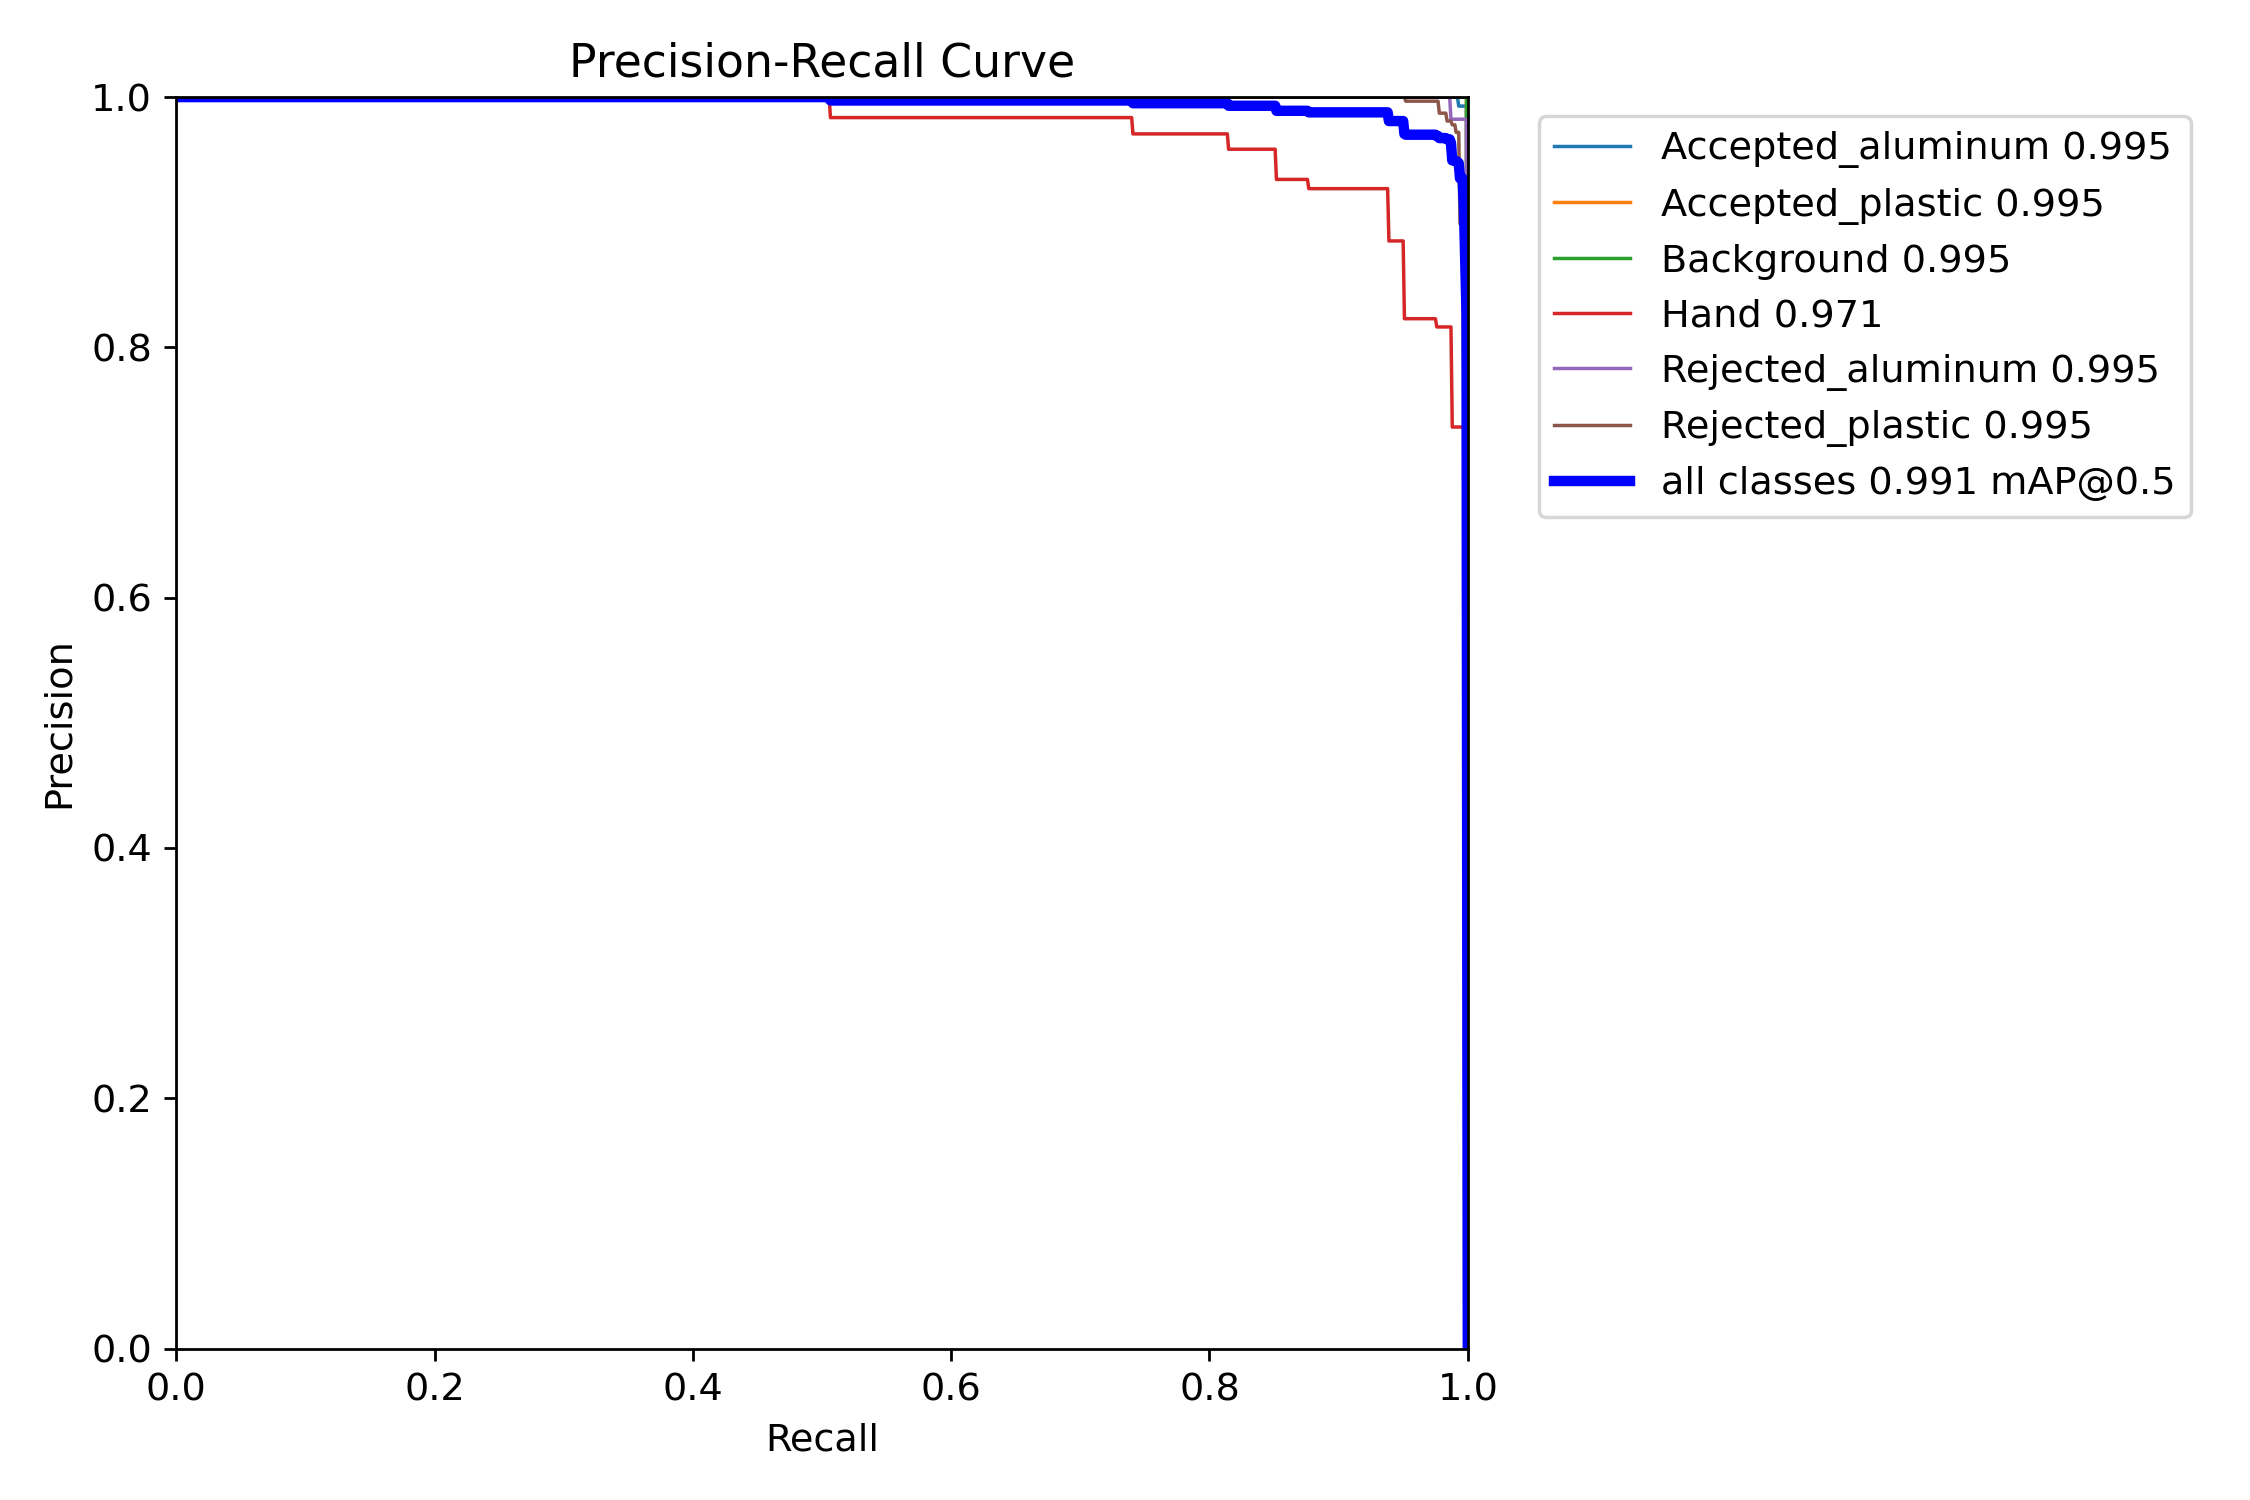 Precision-Recall Curve
1.0
0.8
0.6
0.4
0.2
0.0
Precision
0.0 0.2 0.4 0.6 0.8 1.0
Recall
Accepted_aluminum 0.995
Accepted_plastic 0.995
Background 0.995
Hand 0.971
Rejected_aluminum 0.995
Rejected_plastic 0.995
all classes 0.991 mAP@0.5